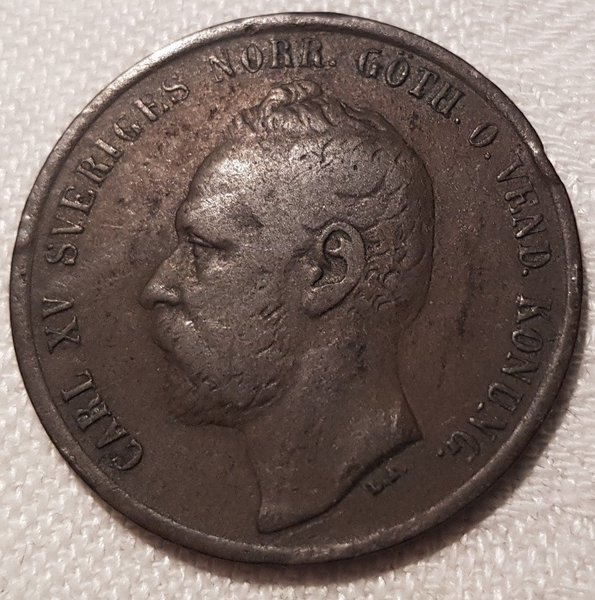 CARL XV SVERIGES NORR. GÖTH. O. VEND. KONUNG.
L.A.